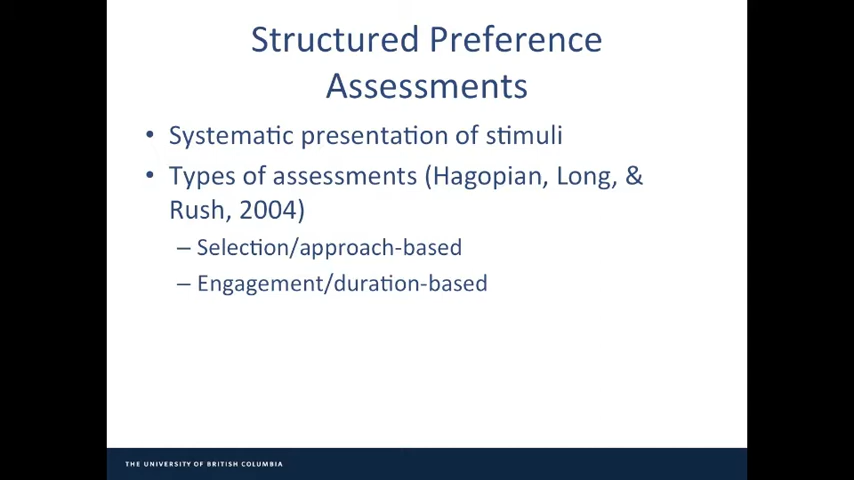 Structured Preference
Assessments
• Systematic presentation of stimuli
• Types of assessments (Hagopian, Long, &
Rush, 2004)
– Selection/approach-based
– Engagement/duration-based
THE UNIVERSITY OF BRITISH COLUMBIA